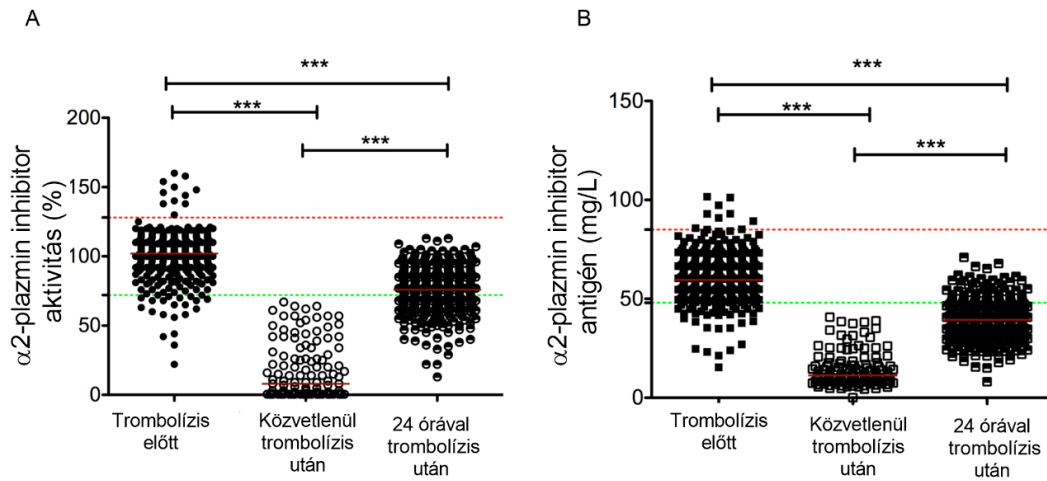 A
α2-plazmin inhibitor
aktivitás (%)
200
150
100
50
0
***
***
***
Trombolízis
előtt
Közvetlenül
trombolízis
után
24 órával
trombolízis
után
B
α2-plazmin inhibitor
antigén (mg/L)
150
100
50
0
***
***
***
Trombolízis
előtt
Közvetlenül
trombolízis
után
24 órával
trombolízis
után